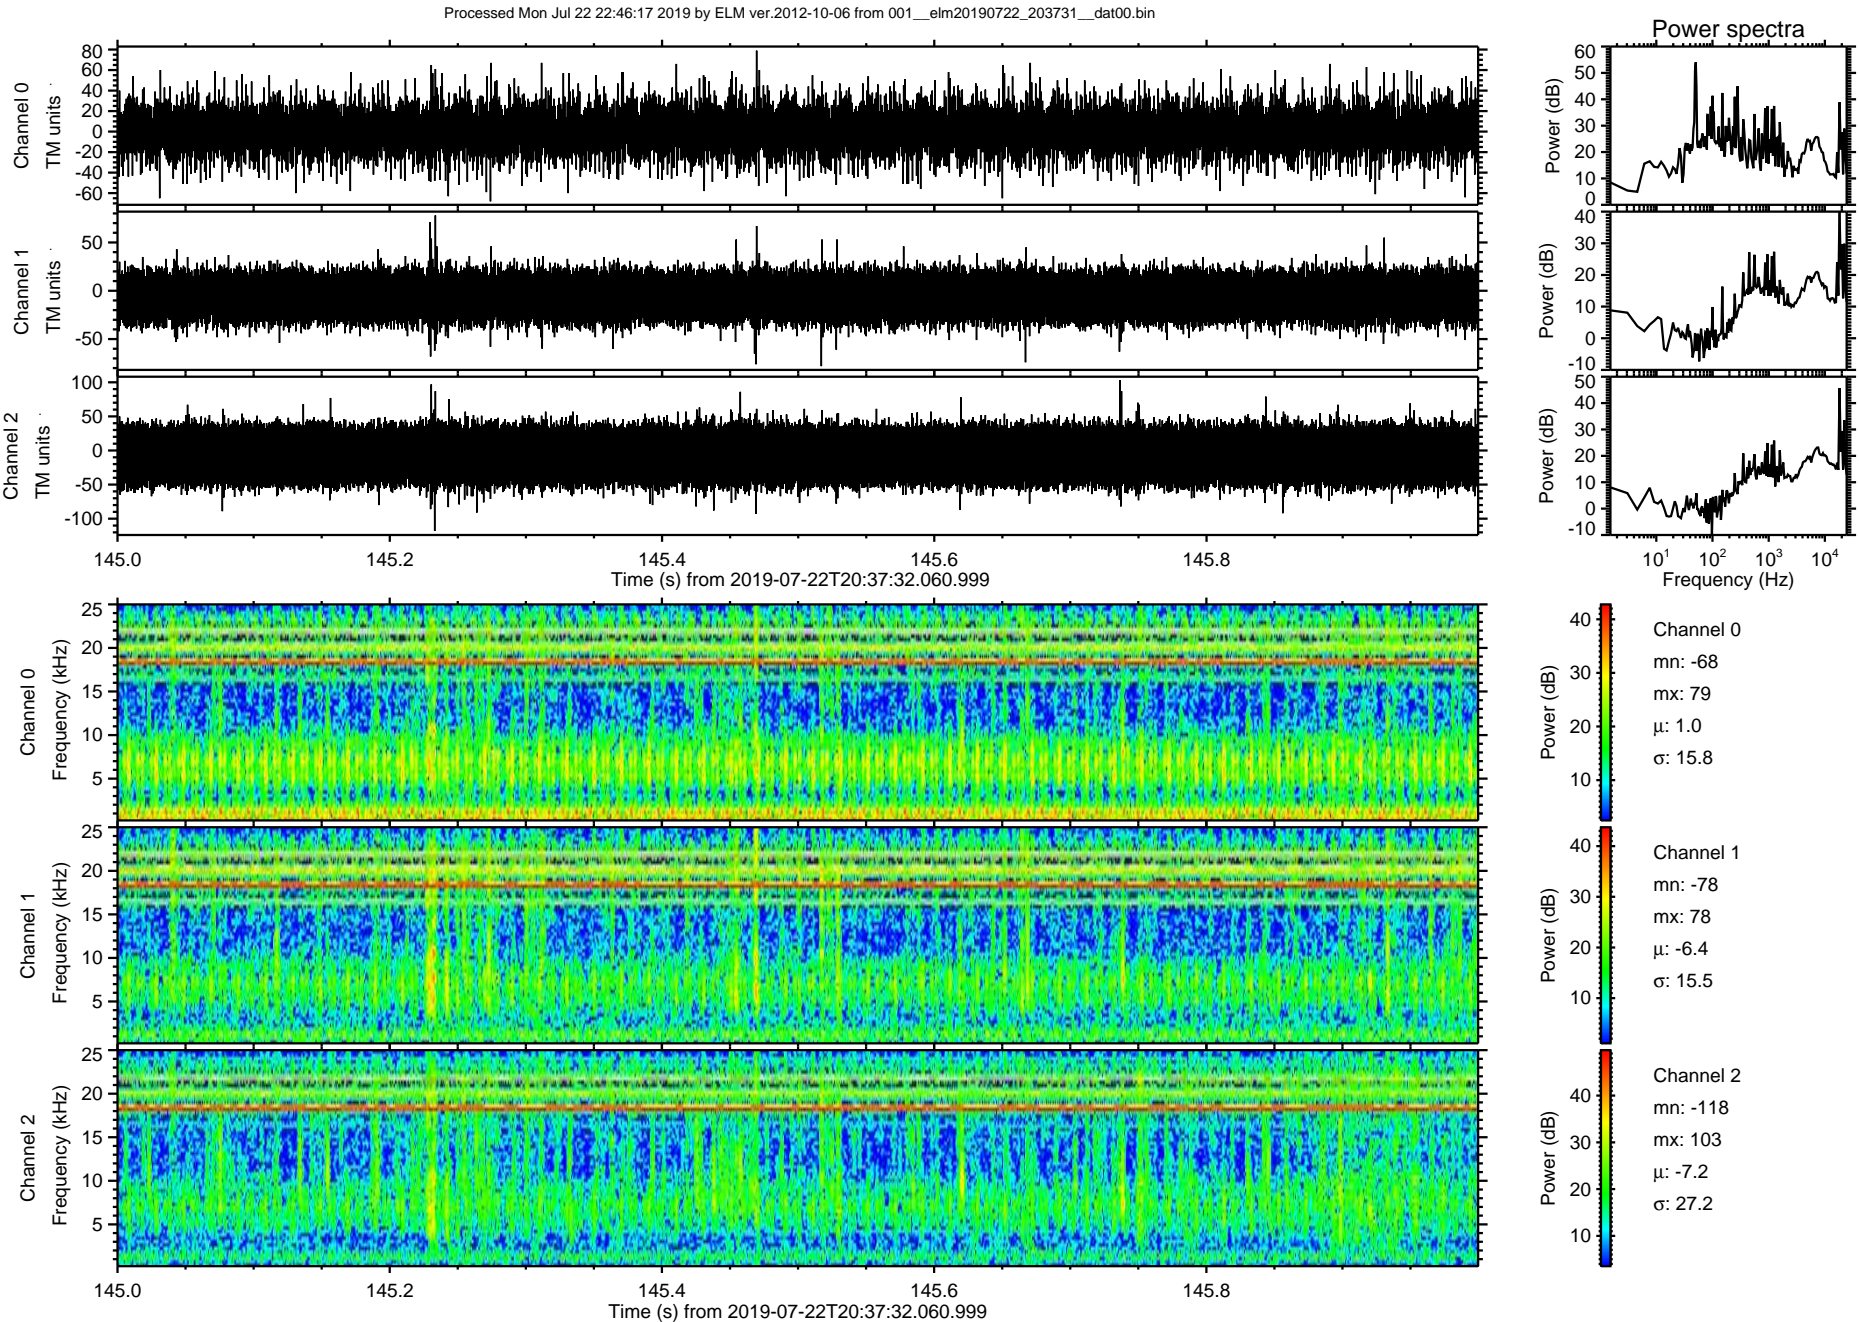 Processed Mon Jul 22 22:46:17 2019 by ELM ver.2012-10-06 from 001__elm20190722_203731__dat00.bin
Power spectra
Channel 0
TM units
80
60
40
20
0
-20
-40
-60
Power (dB)
60
50
40
30
20
10
0
Channel 1
TM units
50
0
-50
Power (dB)
40
30
20
10
0
-10
Channel 2
TM units
100
50
0
-50
-100
Power (dB)
50
40
30
20
10
0
-10
145.0 145.2 145.4 145.6 145.8
Time (s) from 2019-07-22T20:37:32.060.999
10¹ 10² 10³ 10⁴
Frequency (Hz)
Channel 0
Frequency (kHz)
25
20
15
10
5
Power (dB)
40
30
20
10
Channel 0
mn: -68
mx: 79
μ: 1.0
σ: 15.8
Channel 1
Frequency (kHz)
25
20
15
10
5
Power (dB)
40
30
20
10
Channel 1
mn: -78
mx: 78
μ: -6.4
σ: 15.5
Channel 2
Frequency (kHz)
25
20
15
10
5
Power (dB)
40
30
20
10
Channel 2
mn: -118
mx: 103
μ: -7.2
σ: 27.2
145.0 145.2 145.4 145.6 145.8
Time (s) from 2019-07-22T20:37:32.060.999